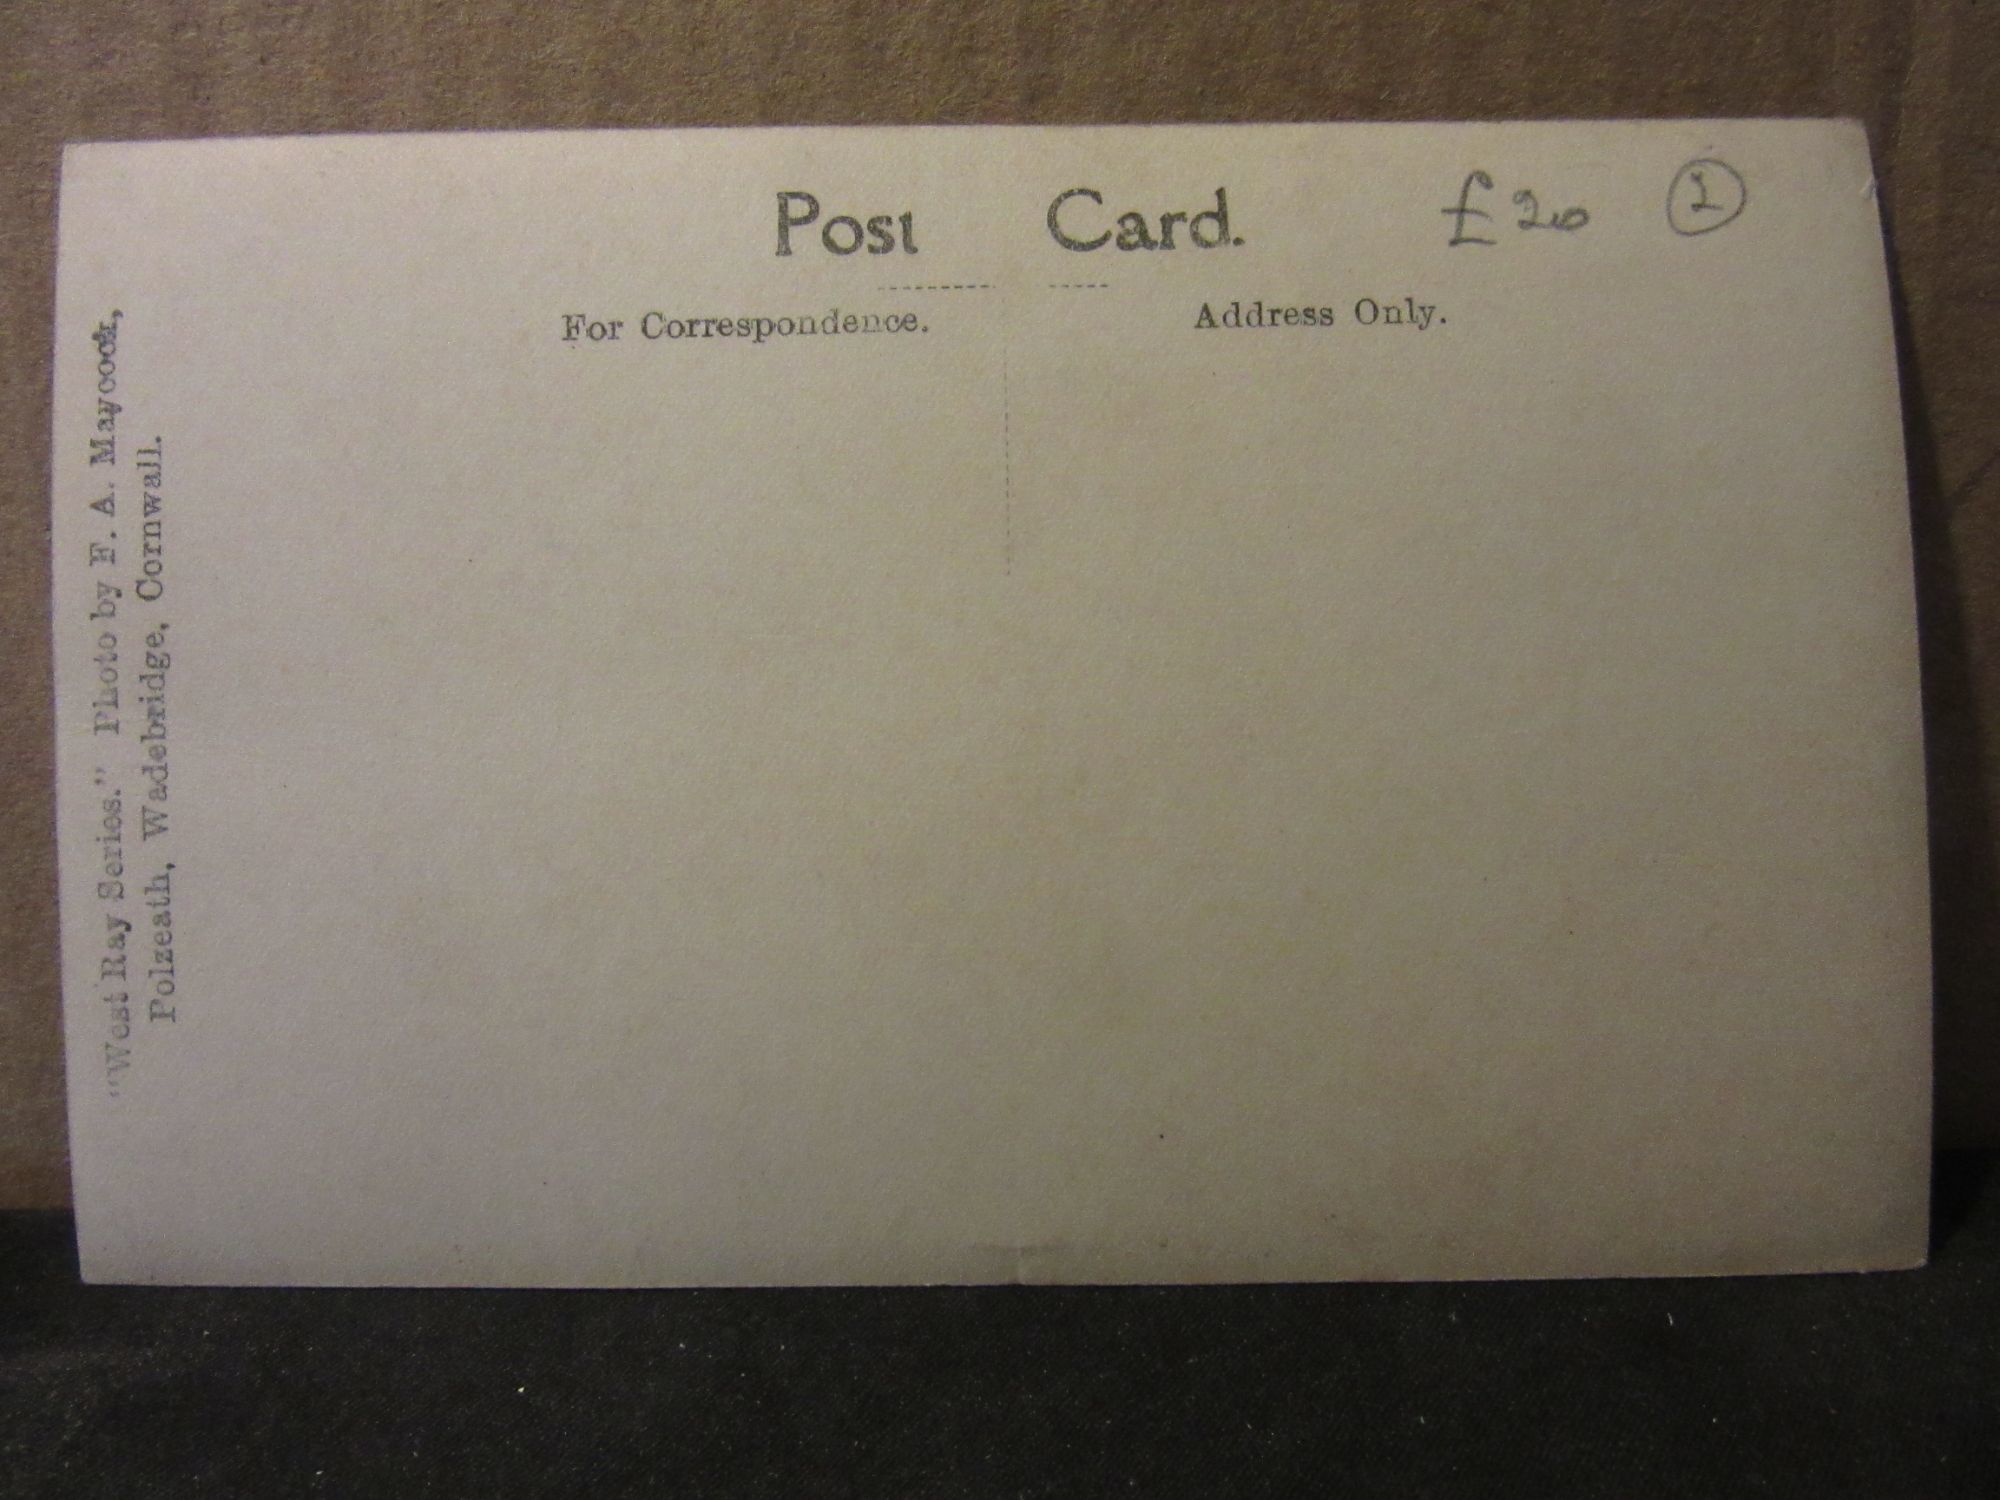 Post Card.
£20 1
For Correspondence.
Address Only.
"West Ray Series." Photo by F. A. Maycock,
Polzeath, Wadebridge, Cornwall.